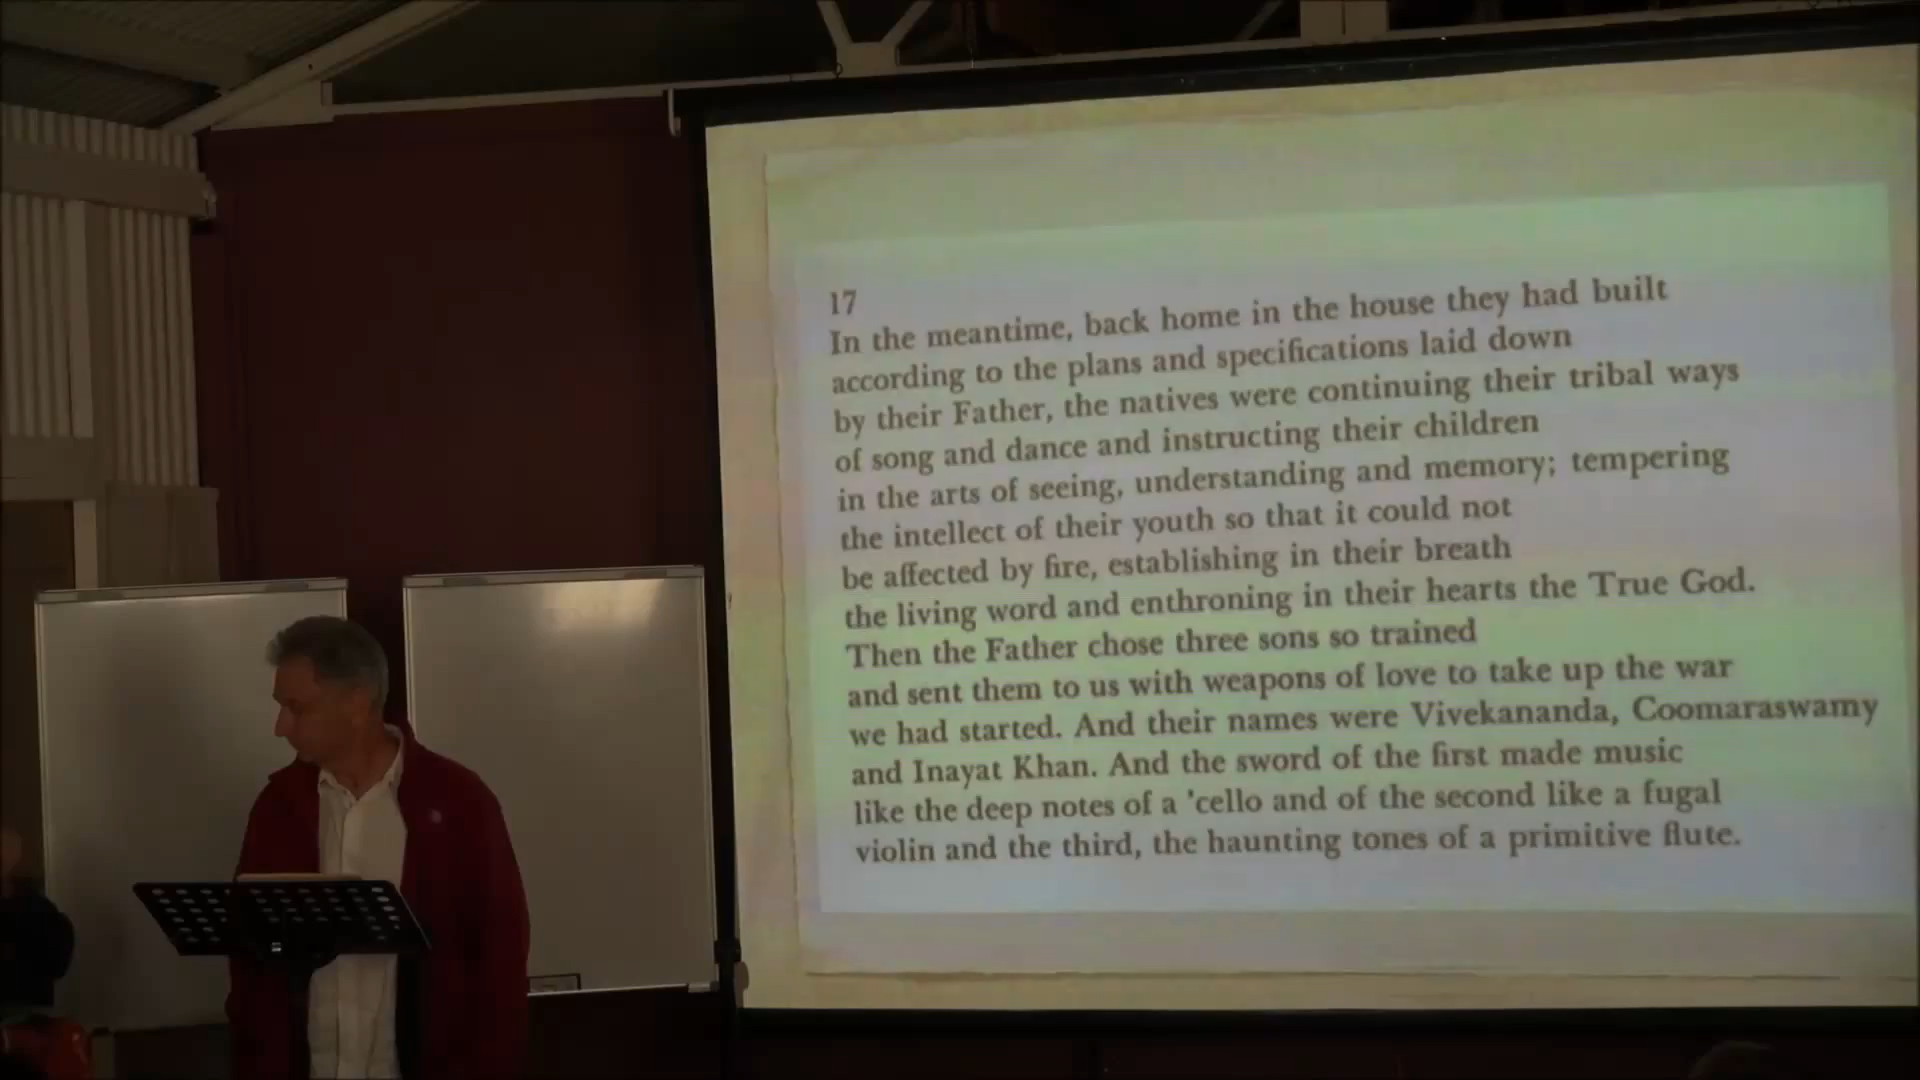 17
In the meantime, back home in the house they had built
according to the plans and specifications laid down
by their Father, the natives were continuing their tribal ways
of song and dance and instructing their children
in the arts of seeing, understanding and memory; tempering
the intellect of their youth so that it could not
be affected by fire, establishing in their breath
the living word and enthroning in their hearts the True God.
Then the Father chose three sons so trained
and sent them to us with weapons of love to take up the war
we had started. And their names were Vivekananda, Coomaraswamy
and Inayat Khan. And the sword of the first made music
like the deep notes of a 'cello and of the second like a fugal
violin and the third, the haunting tones of a primitive flute.